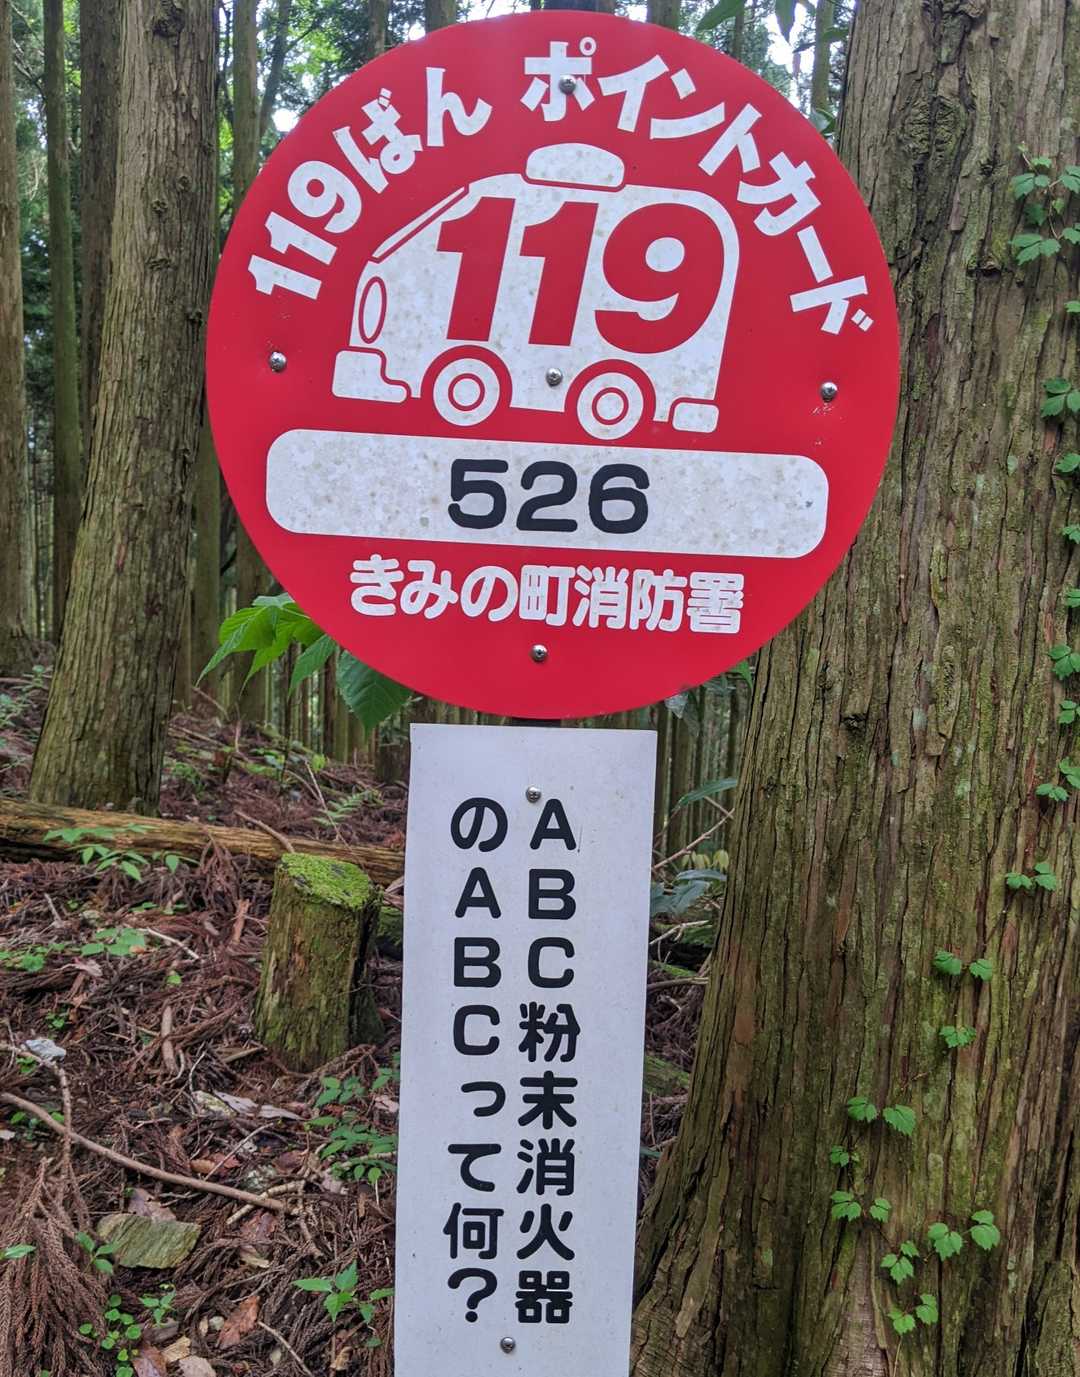 119ばん ポイントカード
119
526
きみの町消防署
ABC粉末消火器
のABCって何?